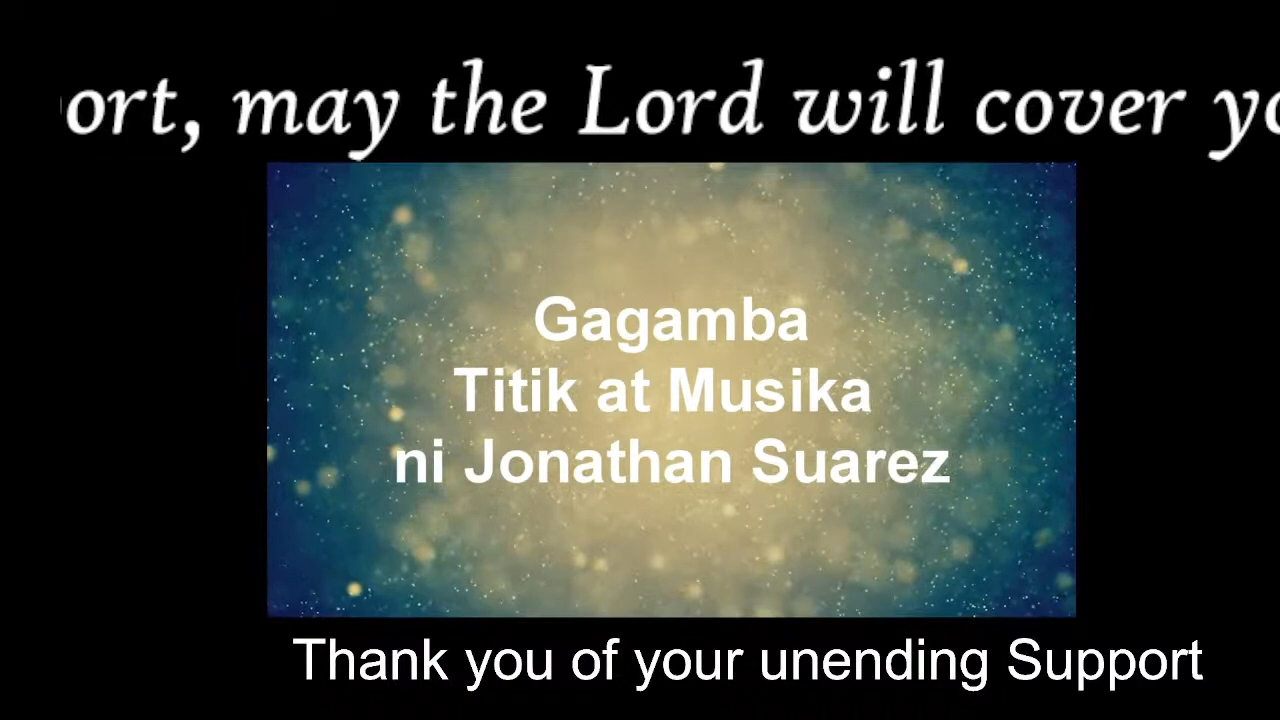 ort, may the Lord will cover yo
Gagamba
Titik at Musika
ni Jonathan Suarez
Thank you of your unending Support